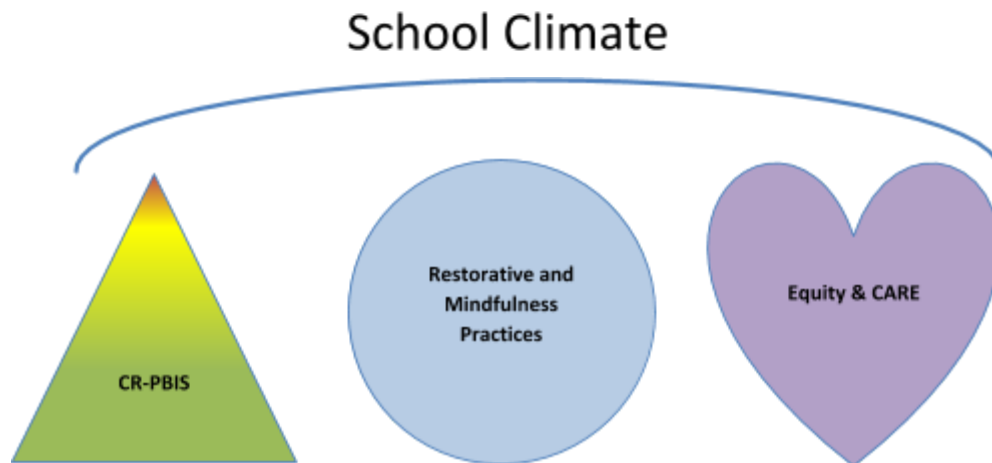 School Climate
CR-PBIS
Restorative and
Mindfulness
Practices
Equity & CARE